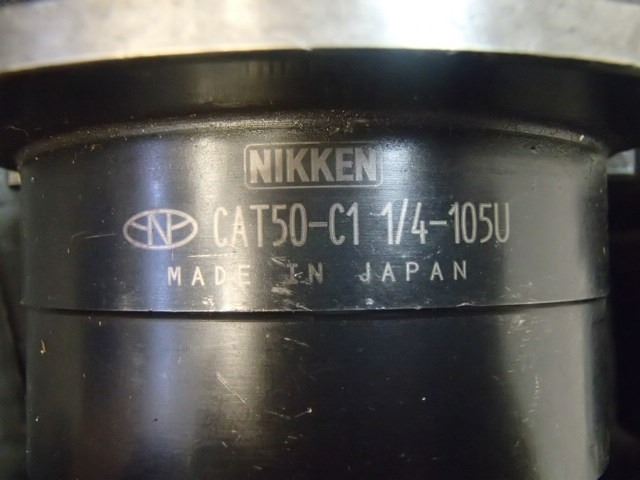 NIKKEN
N CAT50-C1 1/4-105U
MADE IN JAPAN